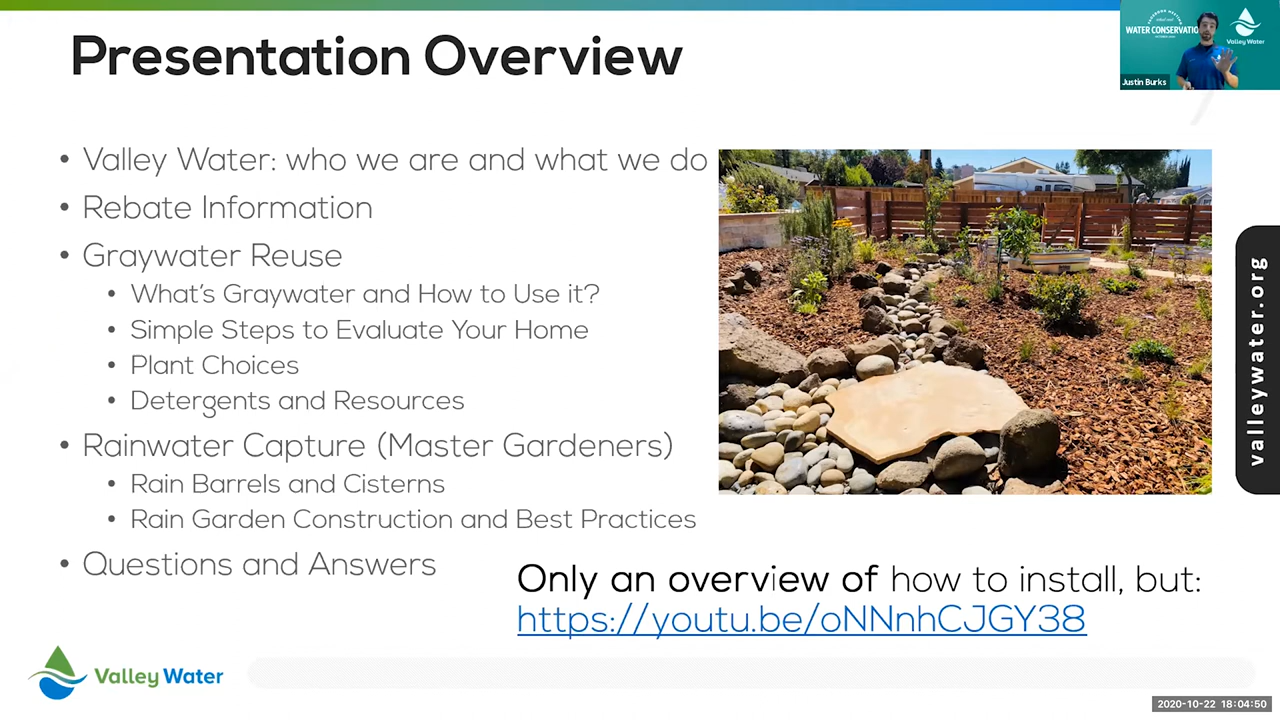 Presentation Overview
WATER CONSERVATIO
Valley Water
Justin Burks
• Valley Water: who we are and what we do
• Rebate Information
• Graywater Reuse
• What's Graywater and How to Use it?
• Simple Steps to Evaluate Your Home
• Plant Choices
• Detergents and Resources
• Rainwater Capture (Master Gardeners)
• Rain Barrels and Cisterns
• Rain Garden Construction and Best Practices
• Questions and Answers
valleywater.org
Only an overview of how to install, but:
https://youtu.be/oNNnhCJGY38
Valley Water
2020-10-22 18:04:50